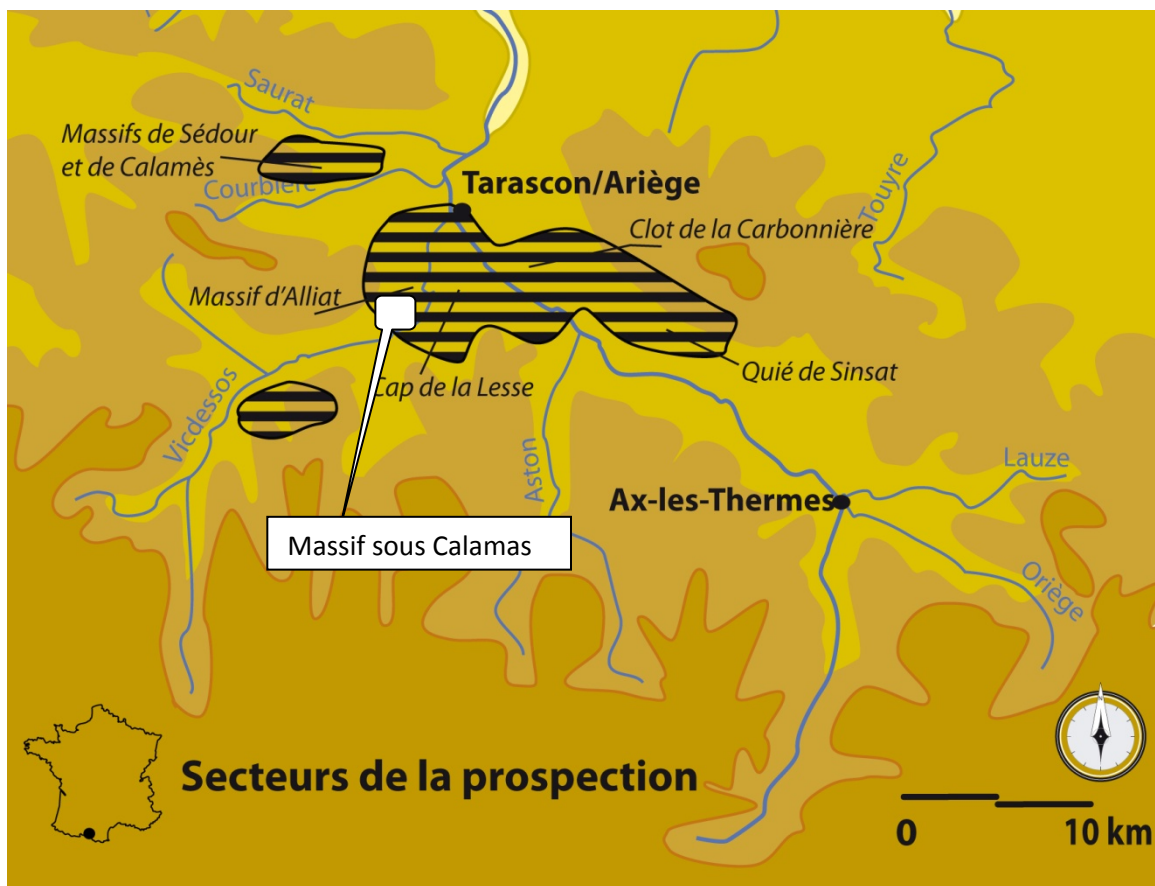 Saurat
Massifs de Sédour
et de Calamès
Courbière
Tarascon/Ariège
Touyre
Clot de la Carbonnière
Massif d'Alliat
Quié de Sinsat
Cap de la Lesse
Vicdessos
Aston
Lauze
Ax-les-Thermes
Massif sous Calamas
Oriège
Secteurs de la prospection
0
10 km